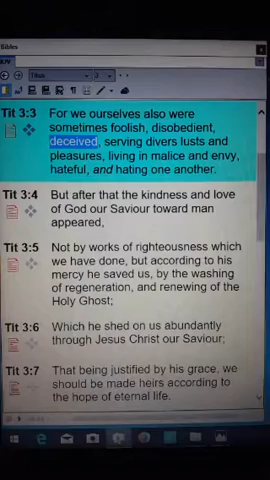 Bibles
KJV
Titus 3
Tit 3:3 For we ourselves also were
sometimes foolish, disobedient,
deceived, serving divers lusts and
pleasures, living in malice and envy,
hateful, and hating one another.
Tit 3:4 But after that the kindness and love
of God our Saviour toward man
appeared,
Tit 3:5 Not by works of righteousness which
we have done, but according to his
mercy he saved us, by the washing
of regeneration, and renewing of the
Holy Ghost;
Tit 3:6 Which he shed on us abundantly
through Jesus Christ our Saviour;
Tit 3:7 That being justified by his grace, we
should be made heirs according to
the hope of eternal life.